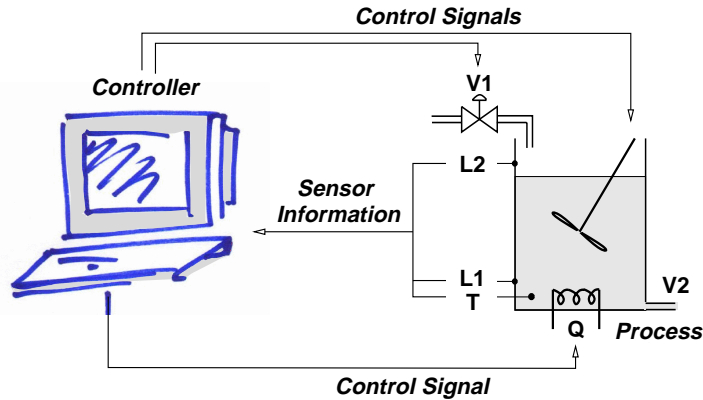 Control Signals
Controller
V1
L2
Sensor
Information
L1
T
V2
Q
Process
Control Signal